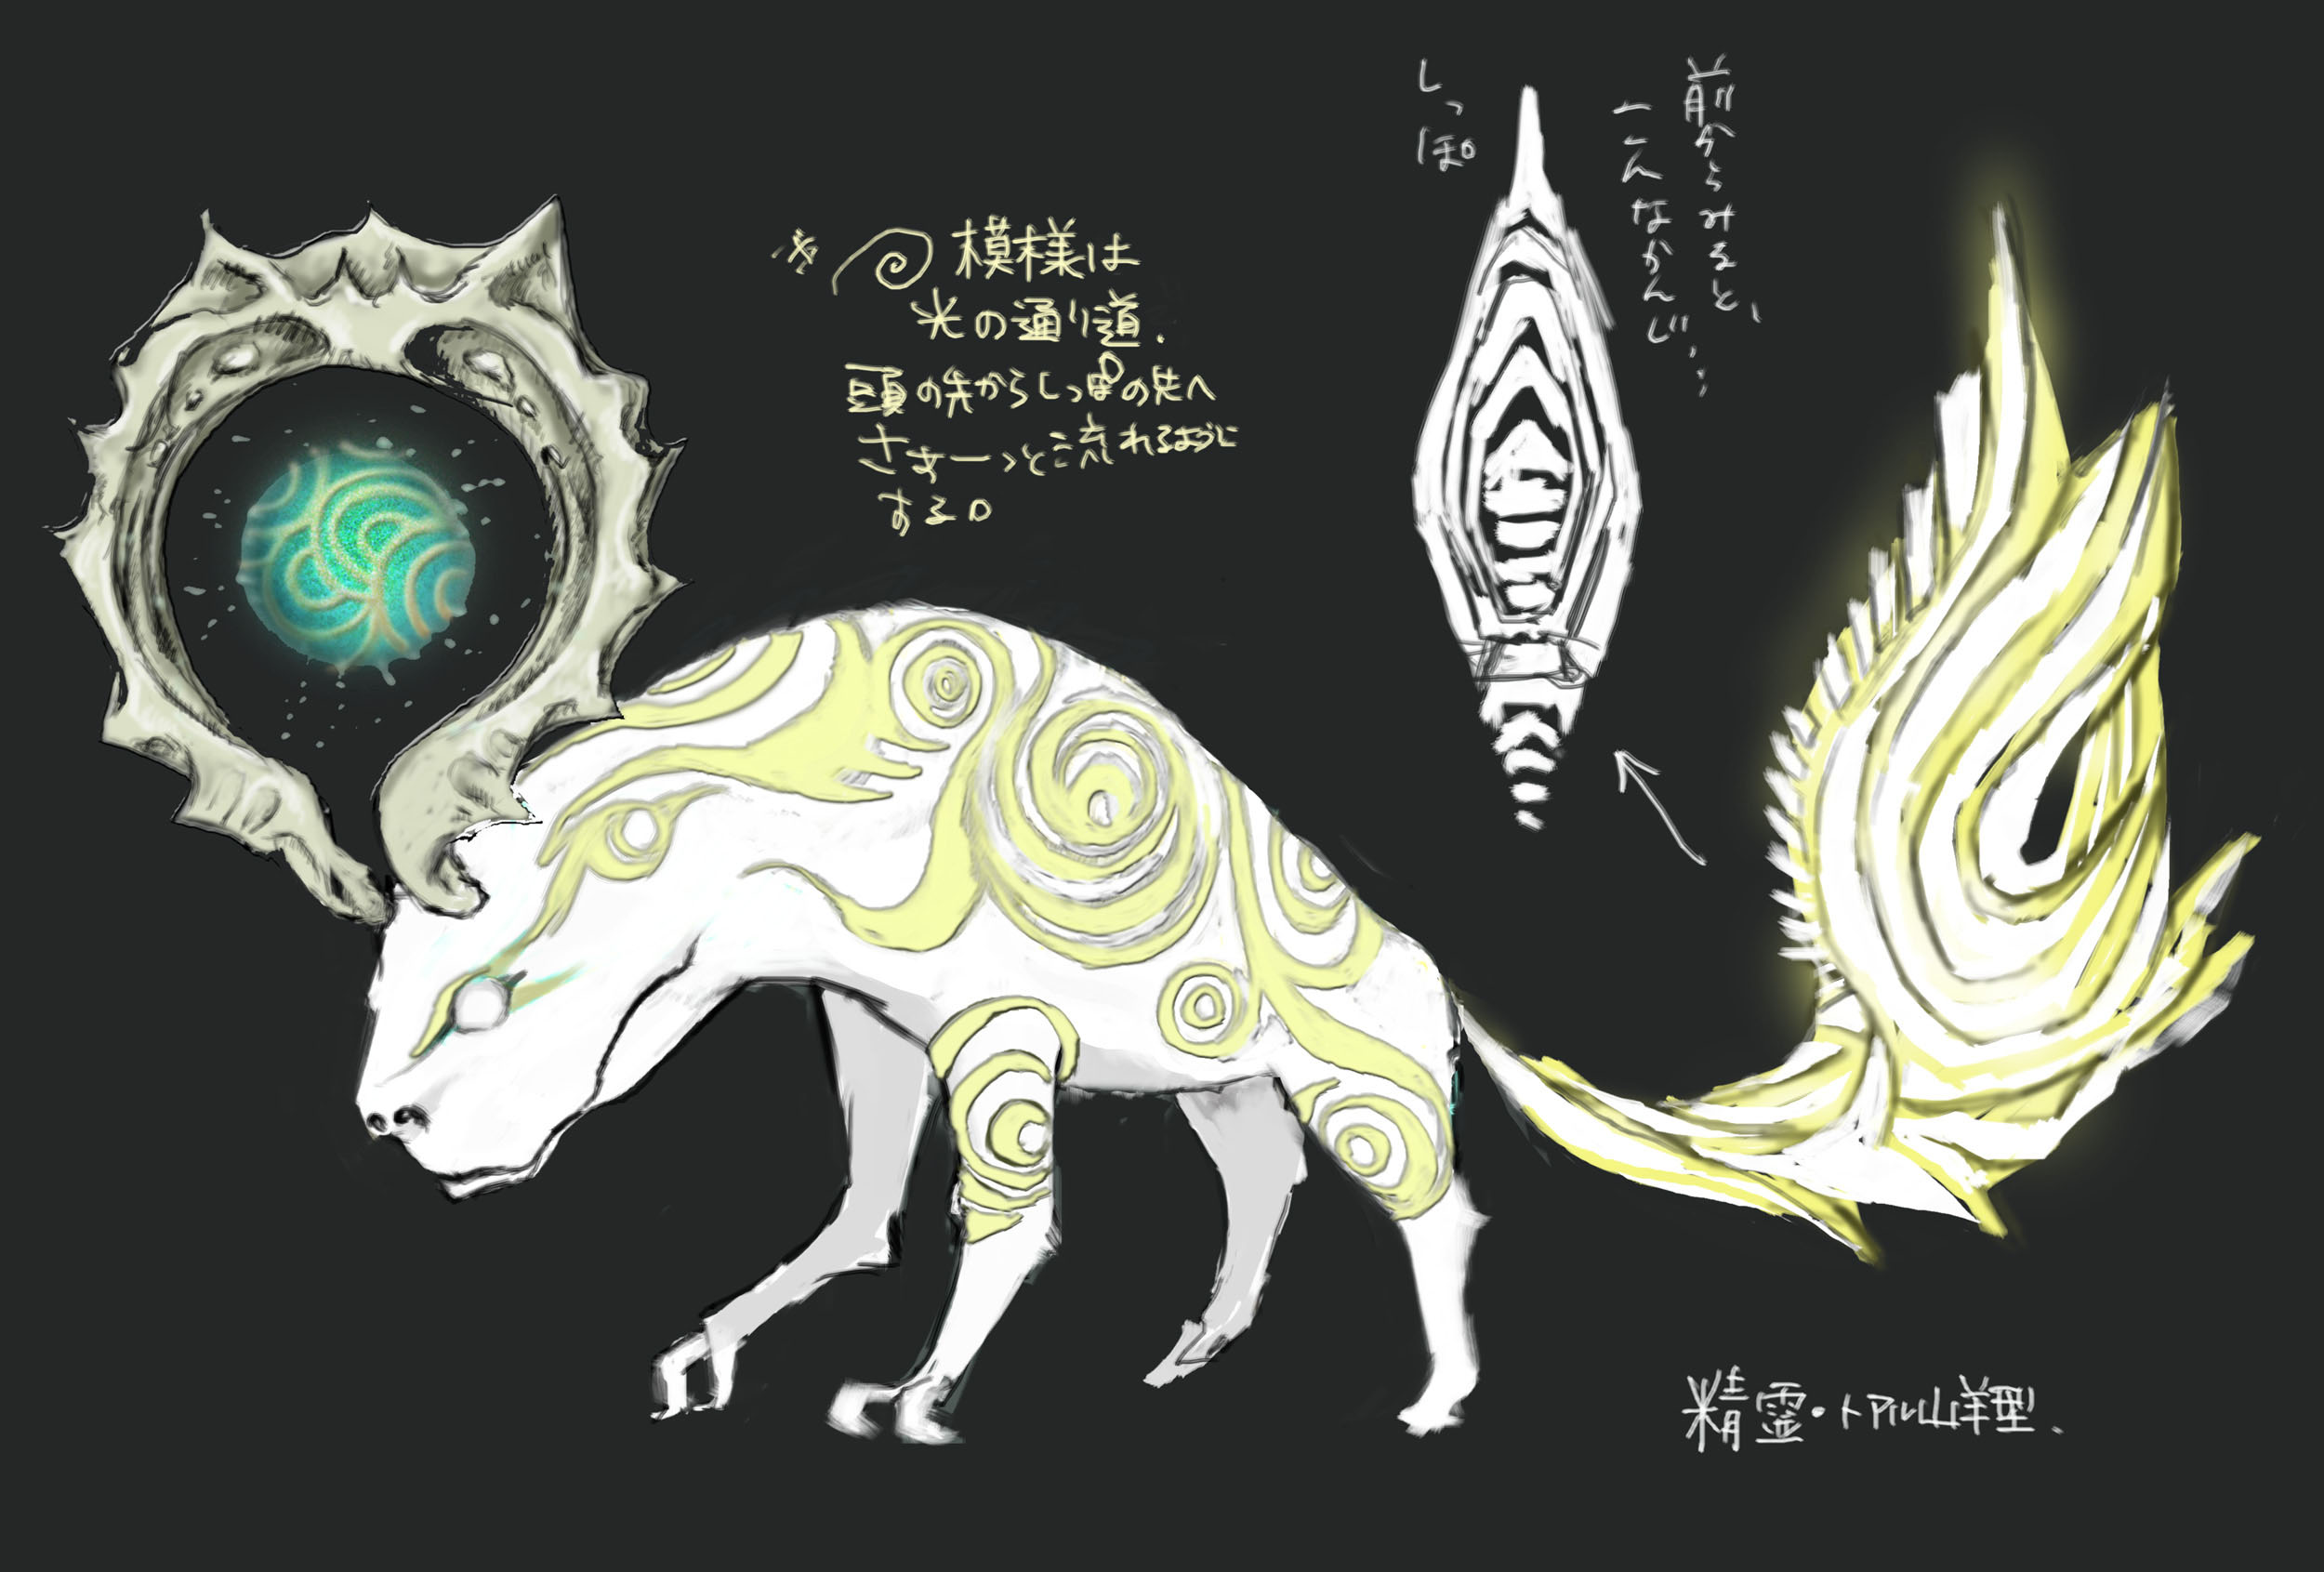 しっぽ
前からみると、
こんなかんじ…
※ 模様は
光の通り道.
頭の先からしっぽの先へ
さぁーっと流れるように
する。
精霊・トアル山羊型、